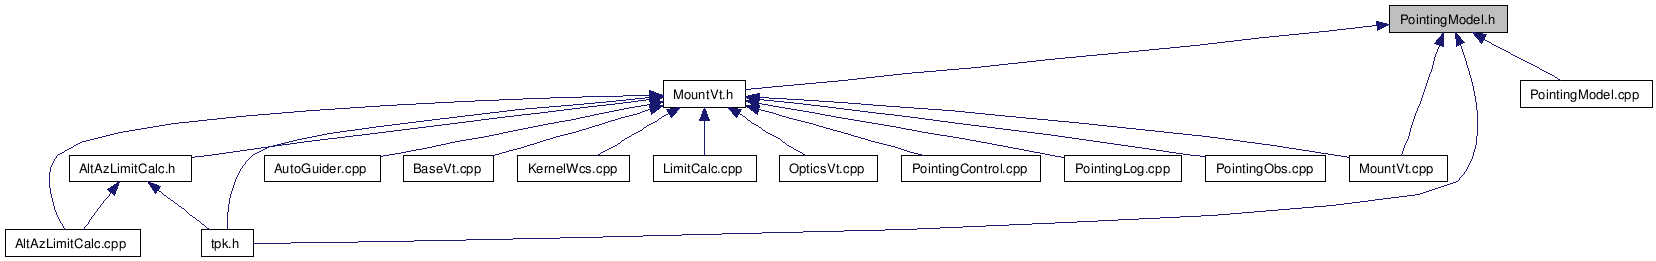 PointingModel.h
MountVt.h
PointingModel.cpp
AltAzLimitCalc.h
AutoGuider.cpp
BaseVt.cpp
KernelWcs.cpp
LimitCalc.cpp
OpticsVt.cpp
PointingControl.cpp
PointingLog.cpp
PointingObs.cpp
MountVt.cpp
AltAzLimitCalc.cpp
tpk.h